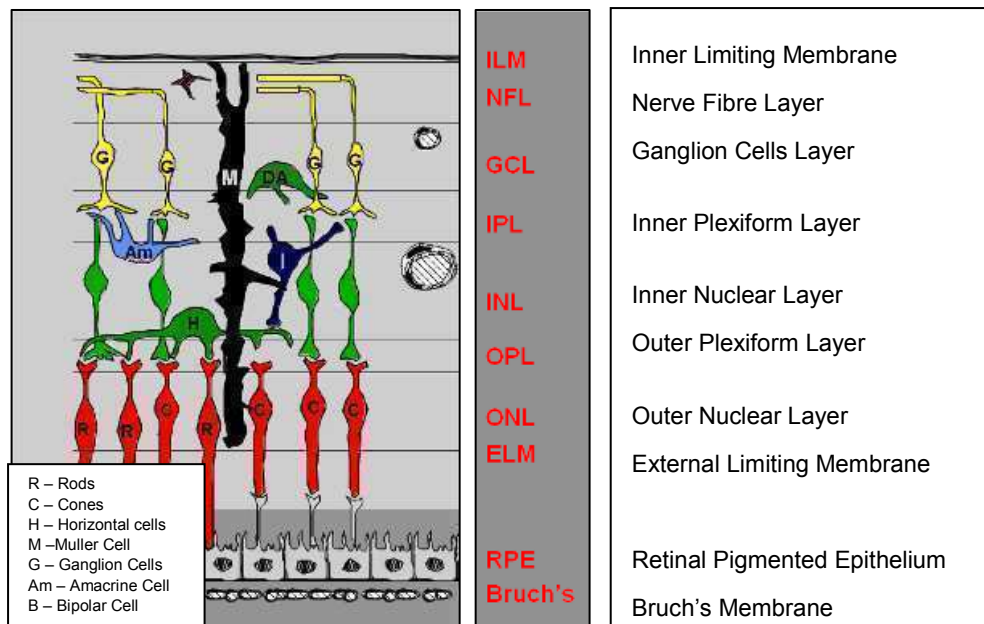 G
G
G
G
M
DA
Am
I
H
R
R
C
R
C
C
C
R – Rods
C – Cones
H – Horizontal cells
M –Muller Cell
G – Ganglion Cells
Am – Amacrine Cell
B – Bipolar Cell
ILM
NFL
GCL
IPL
INL
OPL
ONL
ELM
RPE
Bruch's
Inner Limiting Membrane
Nerve Fibre Layer
Ganglion Cells Layer
Inner Plexiform Layer
Inner Nuclear Layer
Outer Plexiform Layer
Outer Nuclear Layer
External Limiting Membrane
Retinal Pigmented Epithelium
Bruch's Membrane